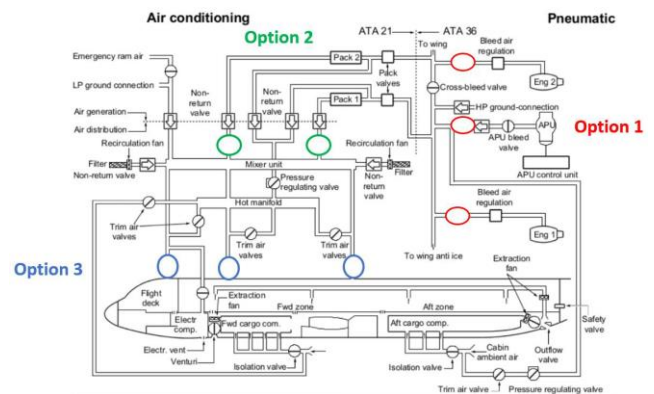 Air conditioning
Pneumatic
ATA 21
ATA 36
Option 2
Emergency ram air
LP ground connection
Air generation
Air distribution
Non-
return
valve
Non-
return
valve
Pack 2
Pack 1
Pack
valves
To wing
Bleed air
regulation
Eng 2
Cross-bleed valve
HP ground-connection
APU
APU bleed
valve
Option 1
APU control unit
Recirculation fan
Filter
Non-return valve
Mixer unit
Recirculation fan
Filter
Non-
return
valve
Pressure
regulating valve
Hot manifold
Trim air
valves
Trim air
valves
Trim air
valves
Bleed air
regulation
Eng 1
To wing anti ice
Option 3
Flight
deck
Electr
comp.
Extraction
fan
Fwd zone
Aft zone
Extraction
fan
Fwd cargo com.
Aft cargo comp.
Safety
valve
Electr. vent
Venturi
Isolation valve
Isolation valve
Cabin
ambient air
Outflow
valve
Trim air valve
Pressure regulating valve